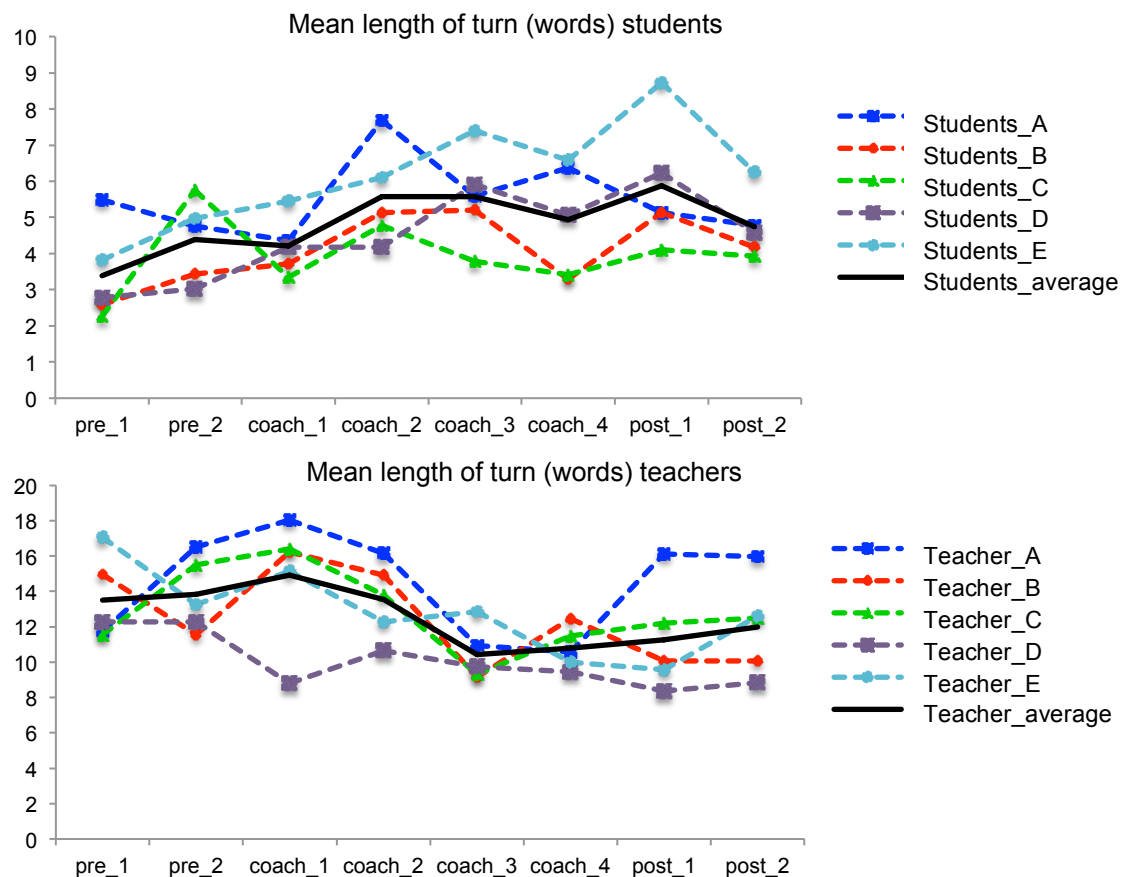 Mean length of turn (words) students
10
9
8
7
6
5
4
3
2
1
0
pre_1 pre_2 coach_1 coach_2 coach_3 coach_4 post_1 post_2
Students_A
Students_B
Students_C
Students_D
Students_E
Students_average
Mean length of turn (words) teachers
20
18
16
14
12
10
8
6
4
2
0
pre_1 pre_2 coach_1 coach_2 coach_3 coach_4 post_1 post_2
Teacher_A
Teacher_B
Teacher_C
Teacher_D
Teacher_E
Teacher_average